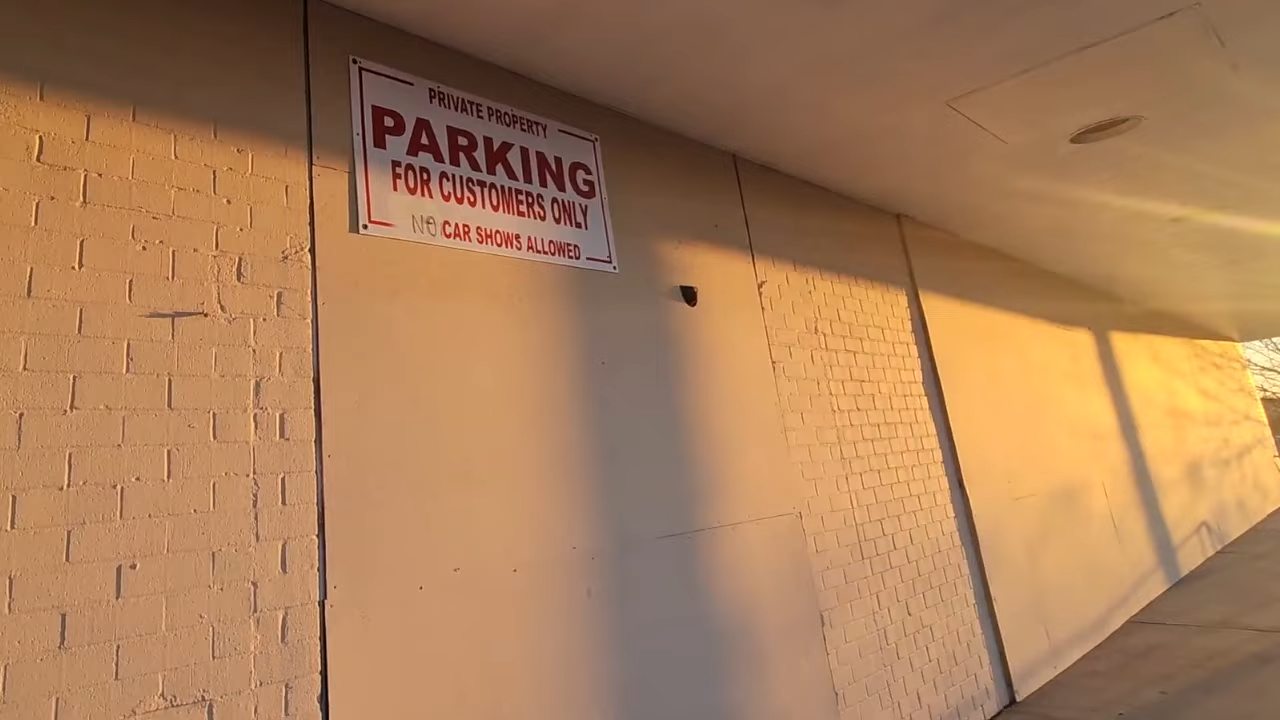 PRIVATE PROPERTY
PARKING
FOR CUSTOMERS ONLY
NO CAR SHOWS ALLOWED